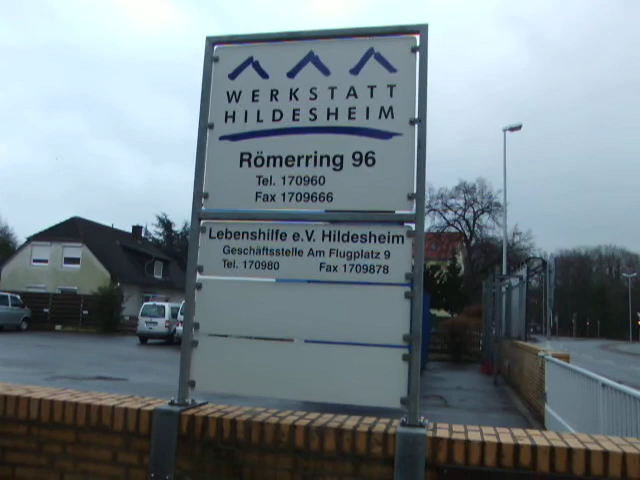 WERKSTATT
HILDESHEIM
Römerring 96
Tel. 170960
Fax 1709666
Lebenshilfe e.V. Hildesheim
Geschäftsstelle Am Flugplatz 9
Tel. 170980 Fax 1709878